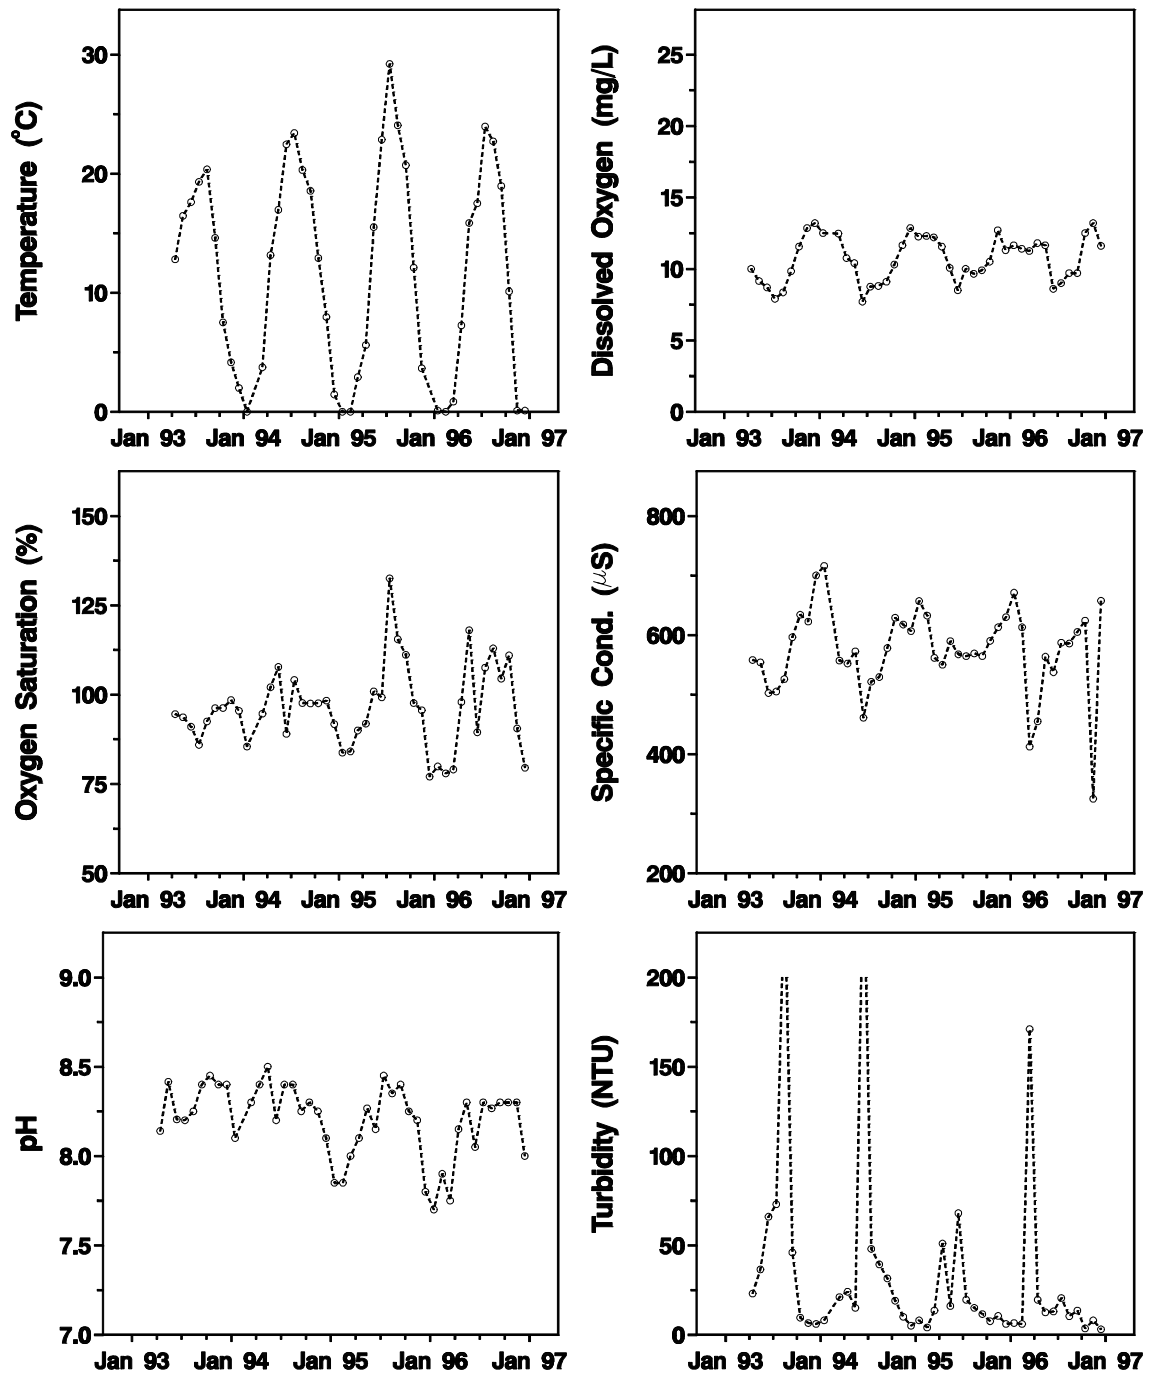 Temperature (°C)
30
20
10
0
Jan 93 Jan 94 Jan 95 Jan 96 Jan 97
Dissolved Oxygen (mg/L)
25
20
15
10
5
0
Jan 93 Jan 94 Jan 95 Jan 96 Jan 97
Oxygen Saturation (%)
150
125
100
75
50
Jan 93 Jan 94 Jan 95 Jan 96 Jan 97
Specific Cond. (μS)
800
600
400
200
Jan 93 Jan 94 Jan 95 Jan 96 Jan 97
pH
9.0
8.5
8.0
7.5
7.0
Jan 93 Jan 94 Jan 95 Jan 96 Jan 97
Turbidity (NTU)
200
150
100
50
0
Jan 93 Jan 94 Jan 95 Jan 96 Jan 97